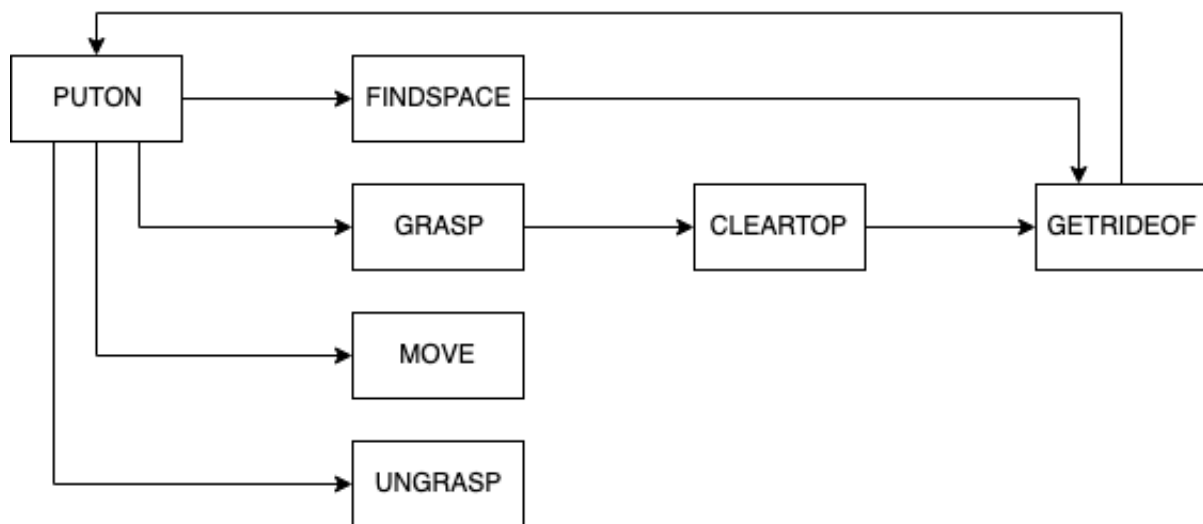 PUTON
FINDSPACE
GRASP
CLEARTOP
GETRIDEOF
MOVE
UNGRASP